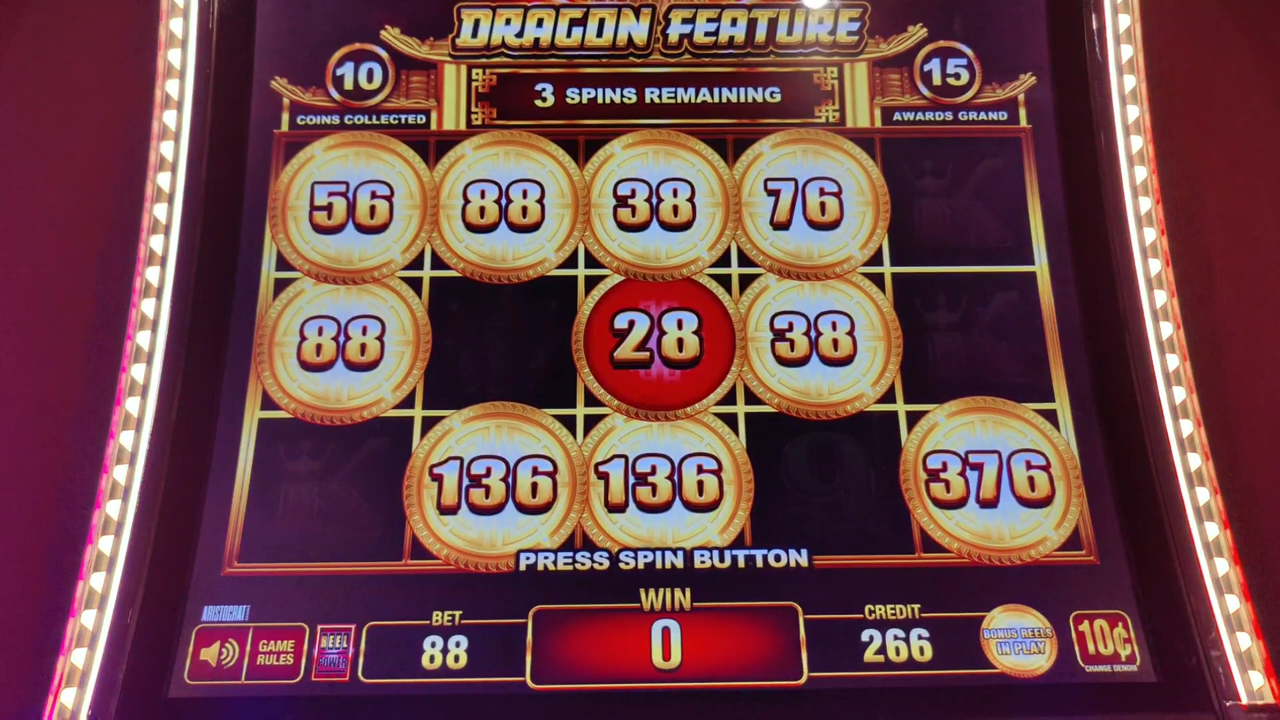 DRAGON FEATURE
10
COINS COLLECTED
3 SPINS REMAINING
15
AWARDS GRAND
56 88 38 76
88 28 38
136 136 376
PRESS SPIN BUTTON
ARISTOCRAT
GAME RULES
REEL POWER
BET
88
WIN
0
CREDIT
266
BONUS REELS
IN PLAY
10¢
CHANGE DENOM